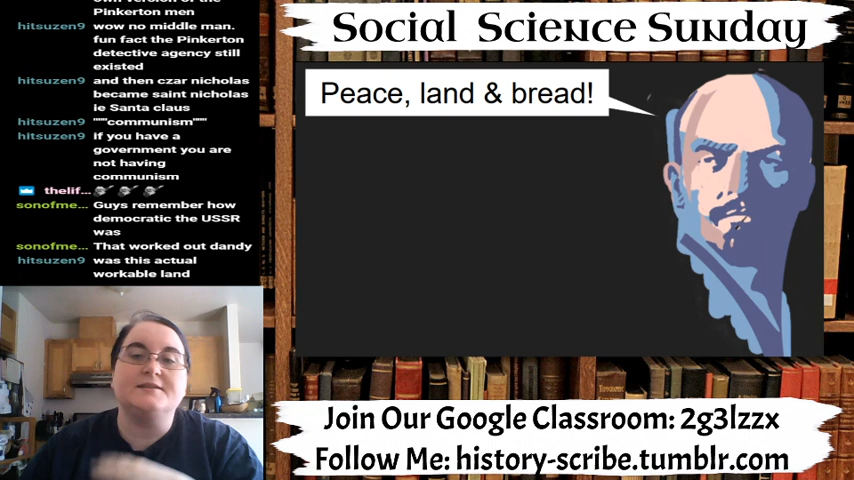 own version of the
Pinkerton men
hitsuzen9 wow no middle man.
fun fact the Pinkerton
detective agency still
existed
hitsuzen9 and then czar nicholas
became saint nicholas
ie Santa claus
hitsuzen9 """communism"""
hitsuzen9 if you have a
government you are
not having
communism
thelif...
sonofme... Guys remember how
democratic the USSR
was
sonofme... That worked out dandy
hitsuzen9 was this actual
workable land
Social Science Sunday
Peace, land & bread!
Join Our Google Classroom: 2g3lzzx
Follow Me: history-scribe.tumblr.com